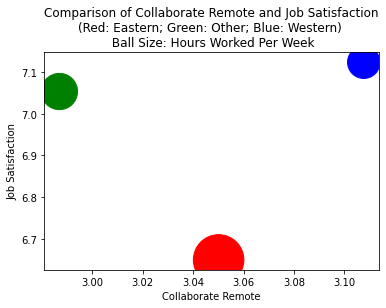 Comparison of Collaborate Remote and Job Satisfaction
(Red: Eastern; Green: Other; Blue: Western)
Ball Size: Hours Worked Per Week
7.1
7.0
6.9
6.8
6.7
Job Satisfaction
3.00 3.02 3.04 3.06 3.08 3.10
Collaborate Remote